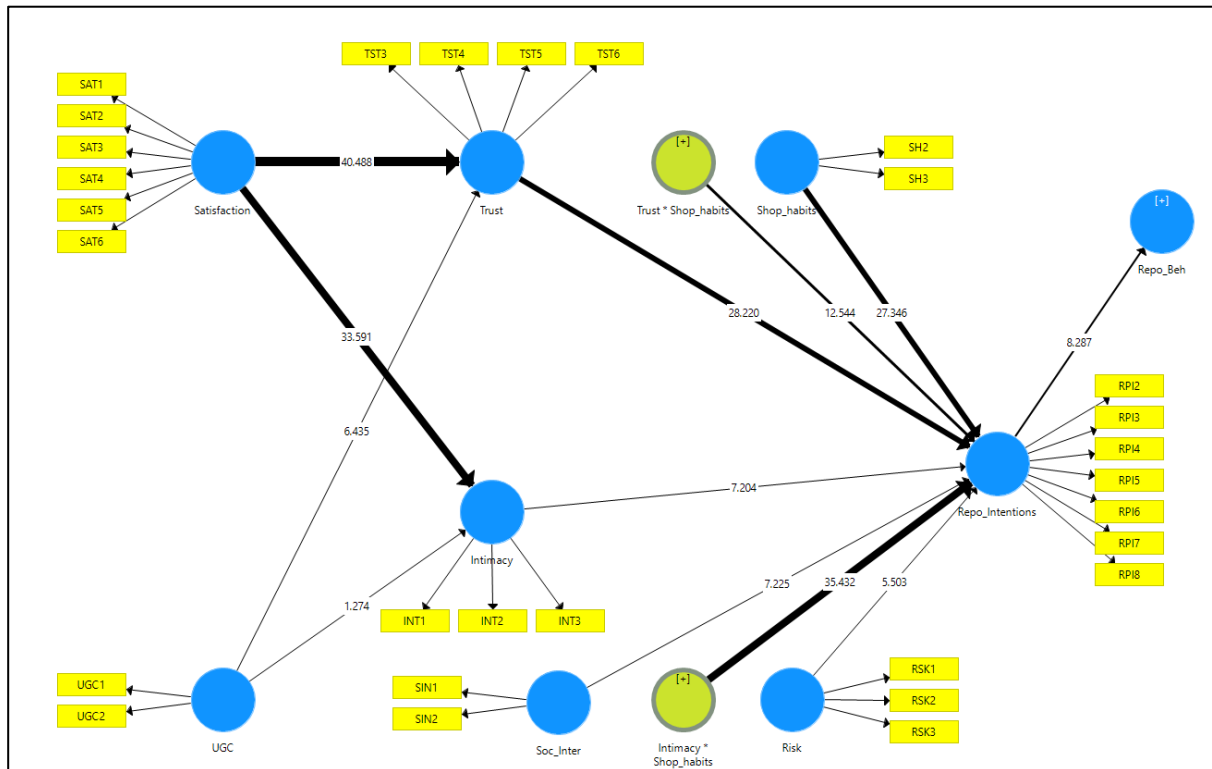 TST3
TST4
TST5
TST6
SAT1
SAT2
SAT3
SAT4
SAT5
SAT6
Satisfaction
40.488
Trust
[+]
Trust * Shop_habits
Shop_habits
SH2
SH3
[+]
Repo_Beh
33.591
28.220
12.544
27.346
8.287
6.435
RPI2
RPI3
RPI4
RPI5
RPI6
RPI7
RPI8
Repo_Intentions
7.204
Intimacy
1.274
INT1
INT2
INT3
7.225
35.432
5.503
UGC1
UGC2
UGC
SIN1
SIN2
Soc_Inter
[+]
Intimacy *
Shop_habits
Risk
RSK1
RSK2
RSK3